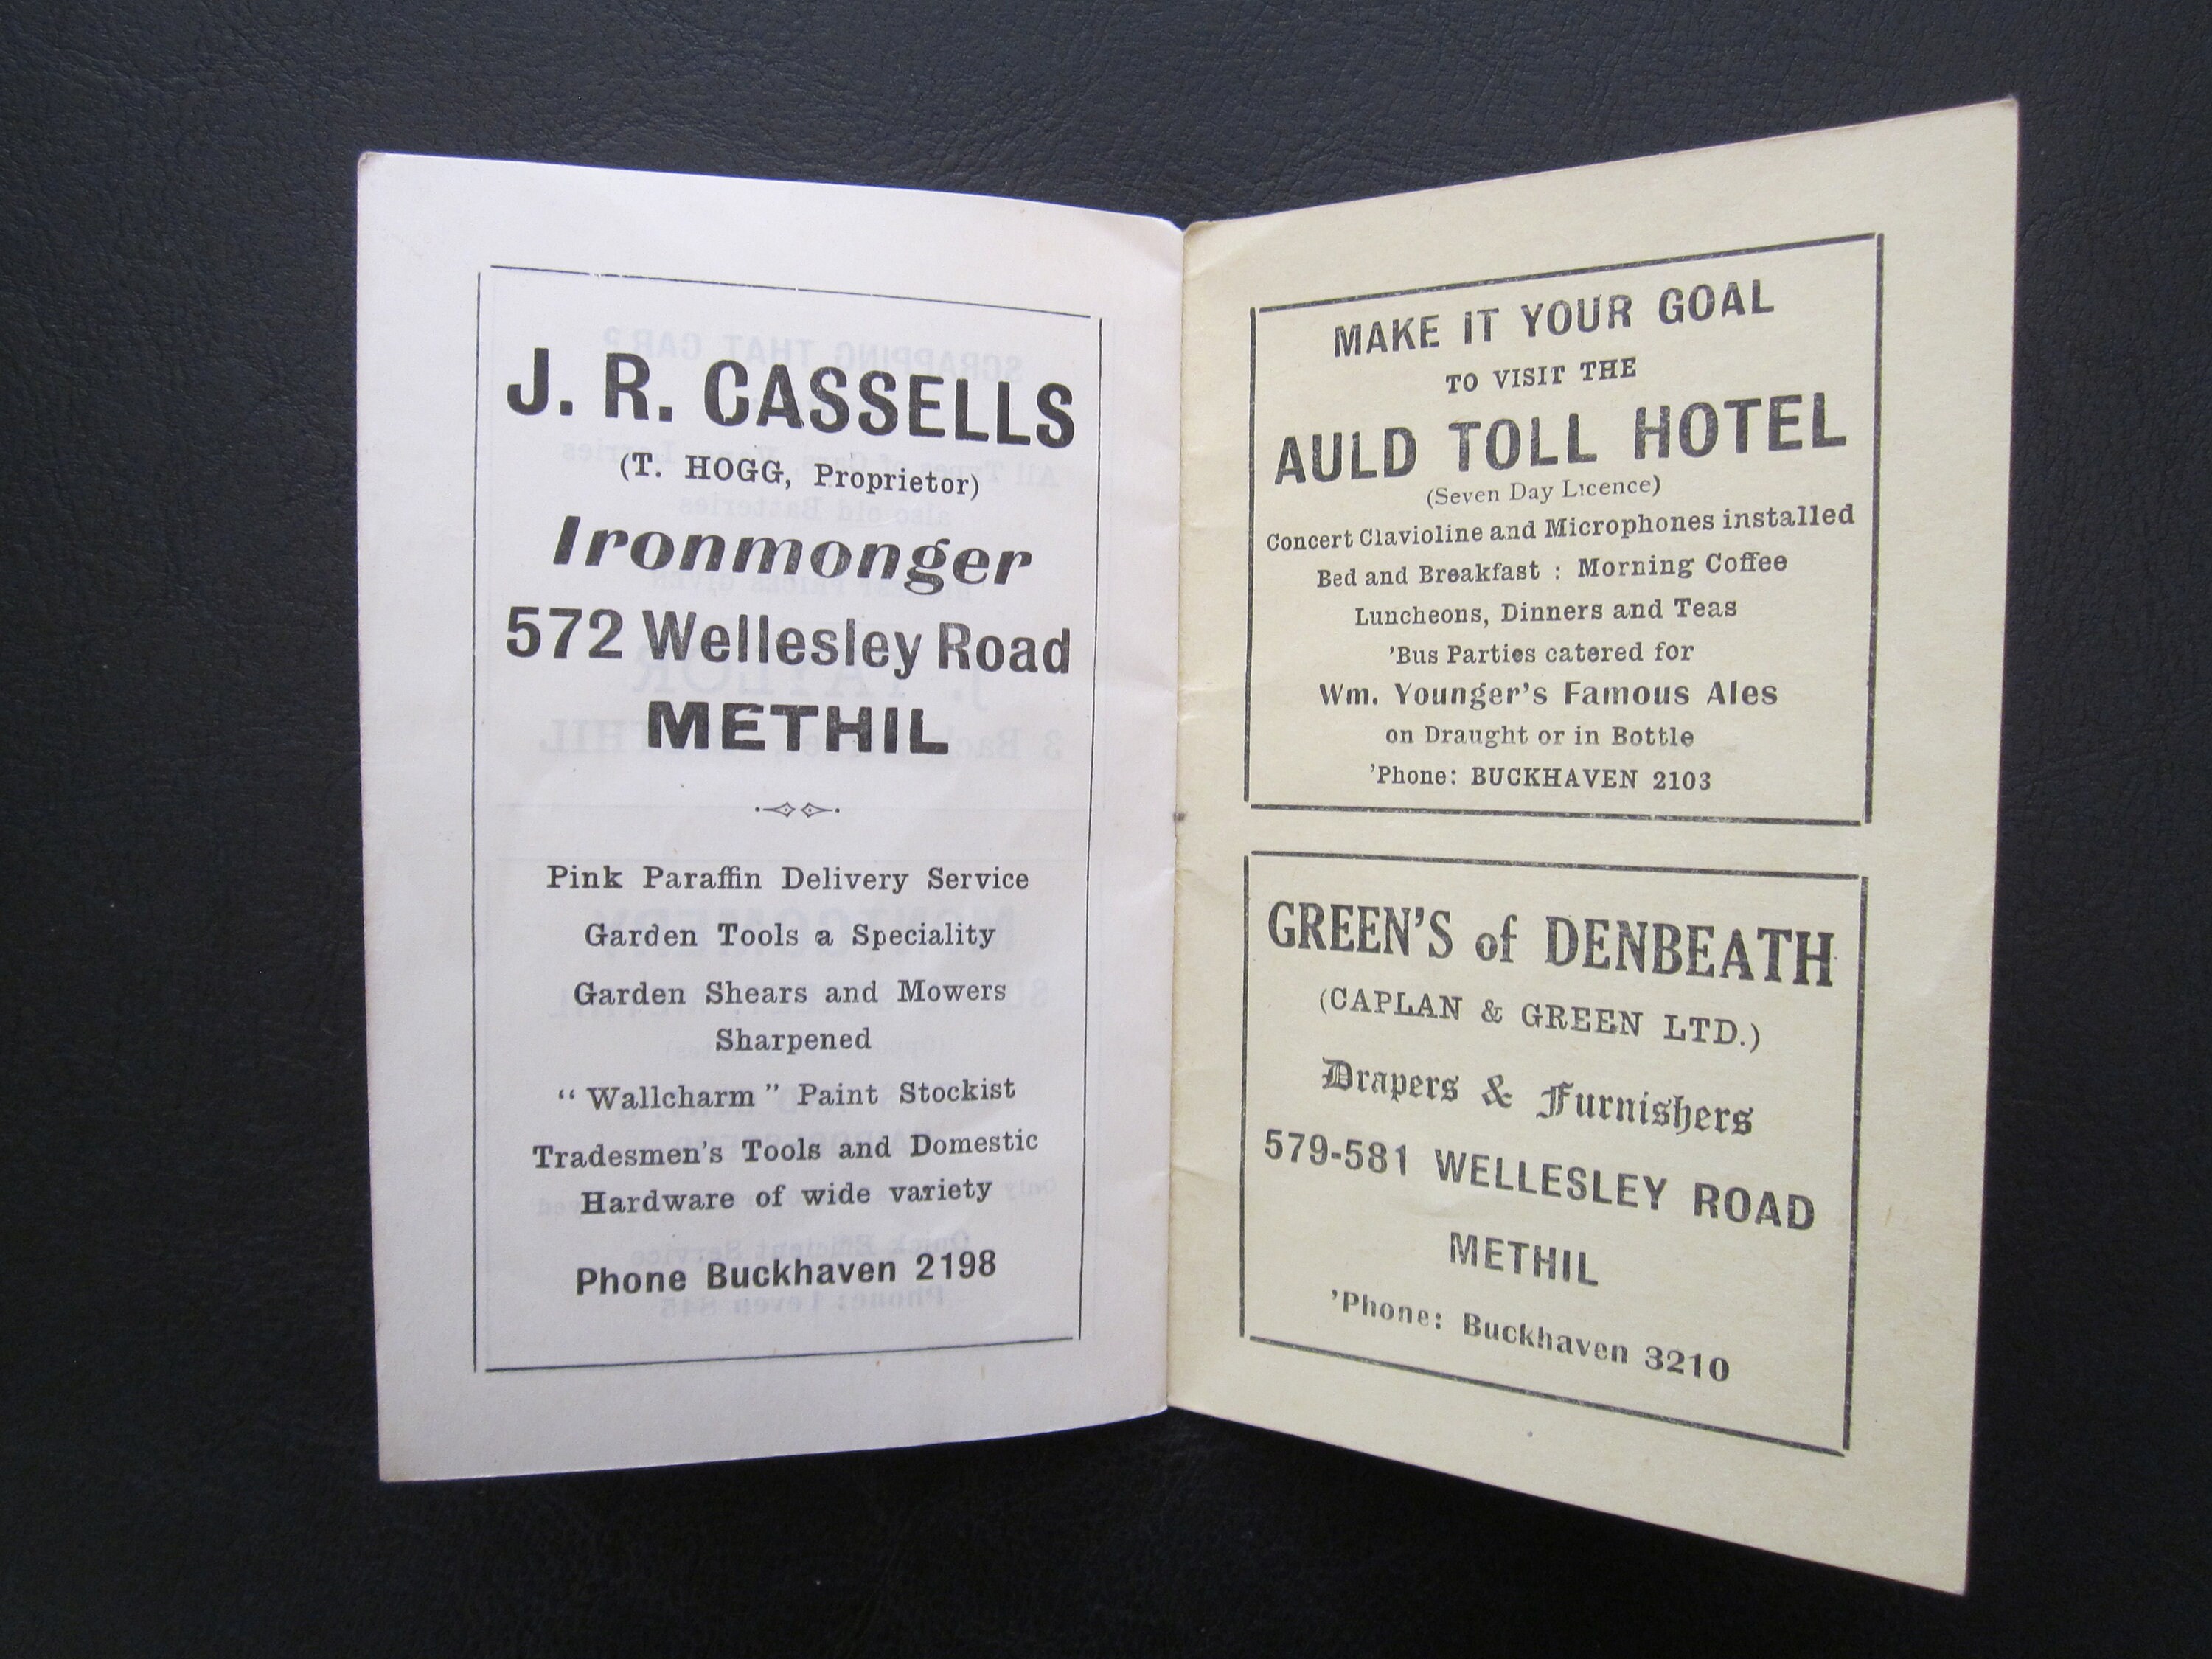 J. R. CASSELLS
(T. HOGG, Proprietor)
Ironmonger
572 Wellesley Road
METHIL
Pink Paraffin Delivery Service
Garden Tools a Speciality
Garden Shears and Mowers
Sharpened
“ Wallcharm ” Paint Stockist
Tradesmen's Tools and Domestic
Hardware of wide variety
Phone Buckhaven 2198
MAKE IT YOUR GOAL
TO VISIT THE
AULD TOLL HOTEL
(Seven Day Licence)
Concert Clavioline and Microphones installed
Bed and Breakfast : Morning Coffee
Luncheons, Dinners and Teas
'Bus Parties catered for
Wm. Younger's Famous Ales
on Draught or in Bottle
'Phone: BUCKHAVEN 2103
GREEN'S of DENBEATH
(CAPLAN & GREEN LTD.)
Drapers & Furnishers
579-581 WELLESLEY ROAD
METHIL
'Phone: Buckhaven 3210